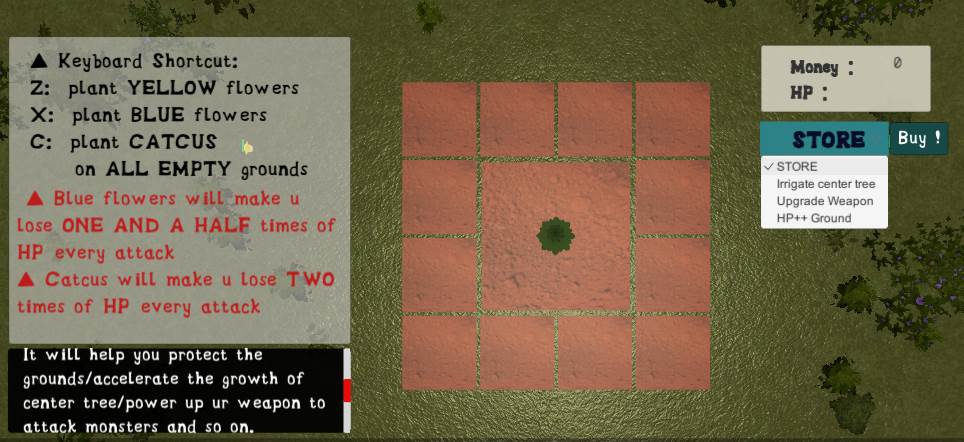 ▲ Keyboard Shortcut:
Z: plant YELLOW flowers
X: plant BLUE flowers
C: plant CATCUS
on ALL EMPTY grounds
▲ Blue flowers will make u
lose ONE AND A HALF times of
HP every attack
▲ Catcus will make u lose TWO
times of HP every attack
It will help you protect the
grounds/accelerate the growth of
center tree/power up ur weapon to
attack monsters and so on.
Money : 0
HP :
STORE
Buy !
✓ STORE
Irrigate center tree
Upgrade Weapon
HP++ Ground